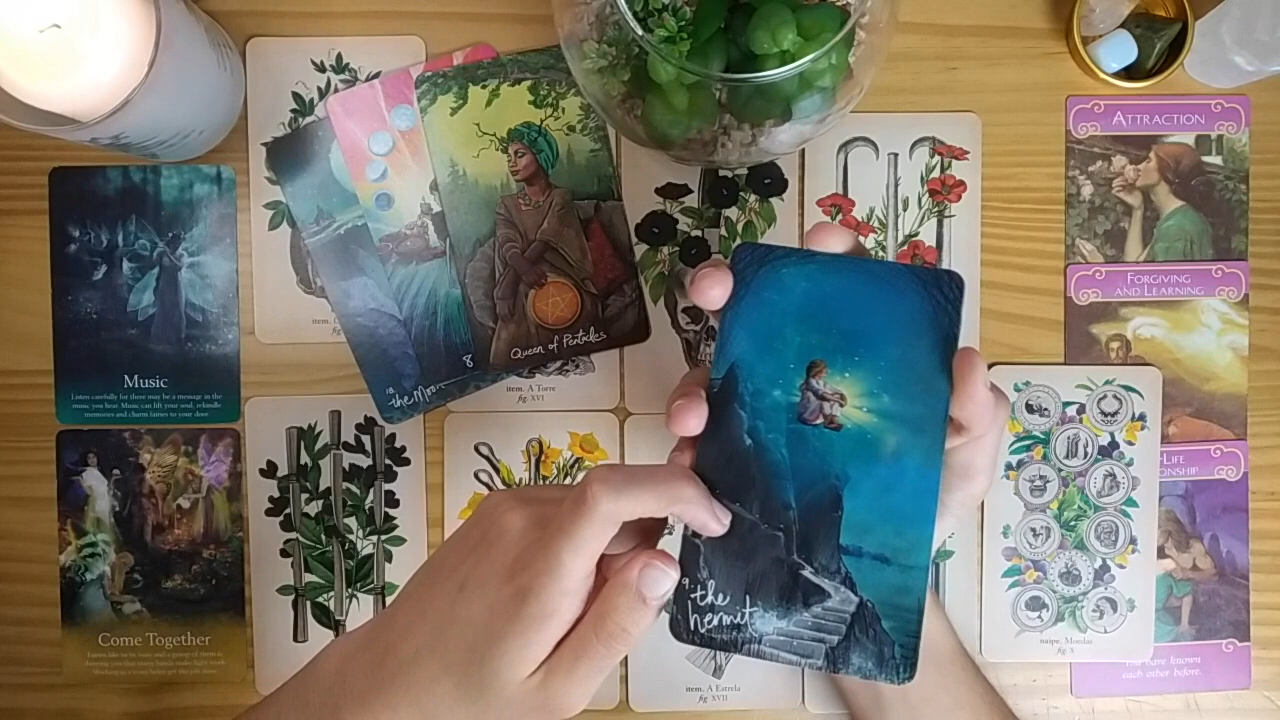 Music
Listen carefully for there may be a message in the
music you hear. Music can lift your soul, rekindle
memories and charm fairies to your door.
Come Together
item.
fig.
18.
the Moon
8
Queen of Pentacles
item. A Torre
fig. XVI
9
the
hermit
item. A Estrela
fig. XVII
ATTRACTION
FORGIVING
AND LEARNING
-LIFE
naipe. Moedas
fig. X
You have known
each other before.